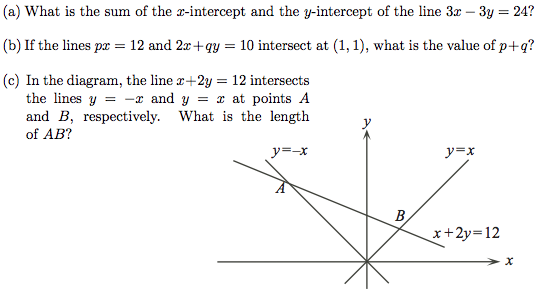 (a) What is the sum of the x-intercept and the y-intercept of the line 3x − 3y = 24?
(b) If the lines px = 12 and 2x + qy = 10 intersect at (1, 1), what is the value of p+q?
(c) In the diagram, the line x+2y = 12 intersects
the lines y = −x and y = x at points A
and B, respectively. What is the length
of AB?
y
y=–x
y=x
A
B
x+2y=12
x